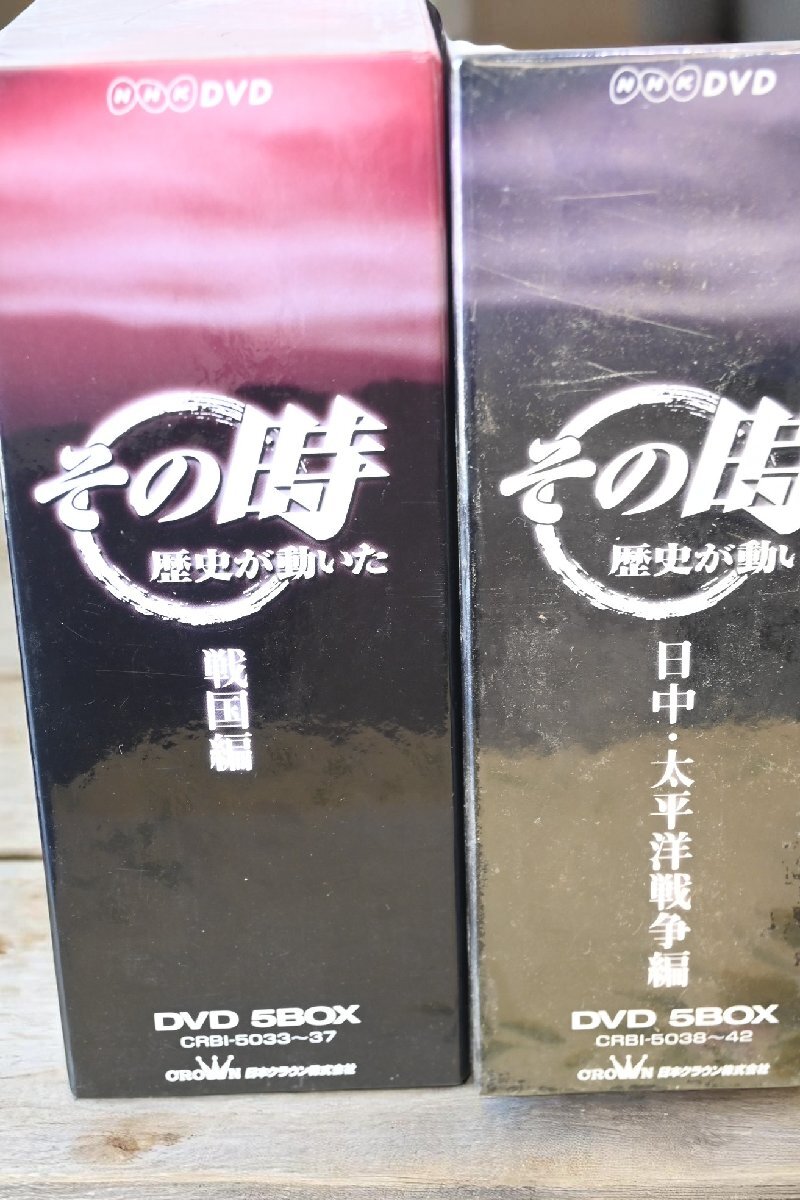 NHK DVD
その時
歴史が動いた
戦国編
DVD 5BOX
CRBI-5033～37
CROWN 日本クラウン株式会社
NHK DVD
その時
歴史が動い
日中・太平洋戦争編
DVD 5BOX
CRBI-5038～42
CROWN 日本クラウン株式会社